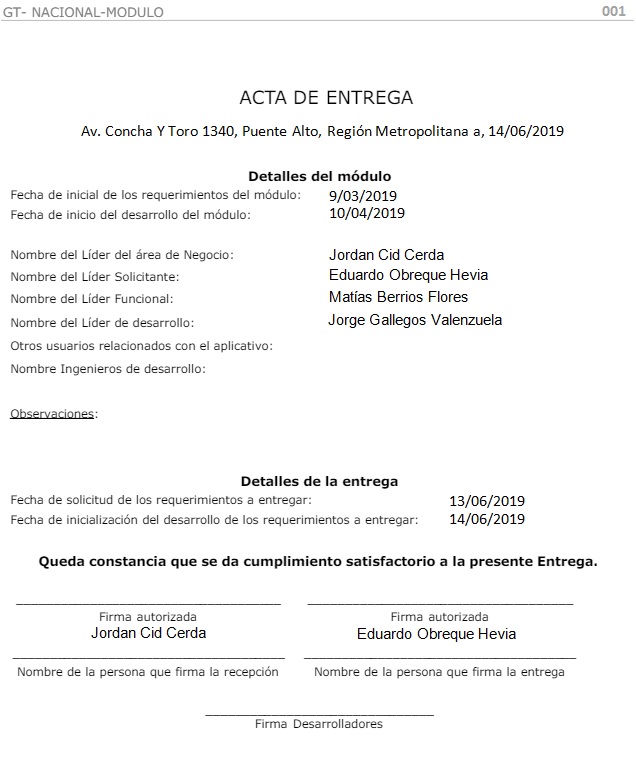 GT- NACIONAL-MODULO 001
ACTA DE ENTREGA
Av. Concha Y Toro 1340, Puente Alto, Región Metropolitana a, 14/06/2019
Detalles del módulo
Fecha de inicial de los requerimientos del módulo: 9/03/2019
Fecha de inicio del desarrollo del módulo: 10/04/2019
Nombre del Líder del área de Negocio: Jordan Cid Cerda
Nombre del Líder Solicitante: Eduardo Obreque Hevia
Nombre del Líder Funcional: Matías Berrios Flores
Nombre del Líder de desarrollo: Jorge Gallegos Valenzuela
Otros usuarios relacionados con el aplicativo:
Nombre Ingenieros de desarrollo:
Observaciones:
Detalles de la entrega
Fecha de solicitud de los requerimientos a entregar: 13/06/2019
Fecha de inicialización del desarrollo de los requerimientos a entregar: 14/06/2019
Queda constancia que se da cumplimiento satisfactorio a la presente Entrega.
Firma autorizada Firma autorizada
Jordan Cid Cerda Eduardo Obreque Hevia
Nombre de la persona que firma la recepción Nombre de la persona que firma la entrega
Firma Desarrolladores